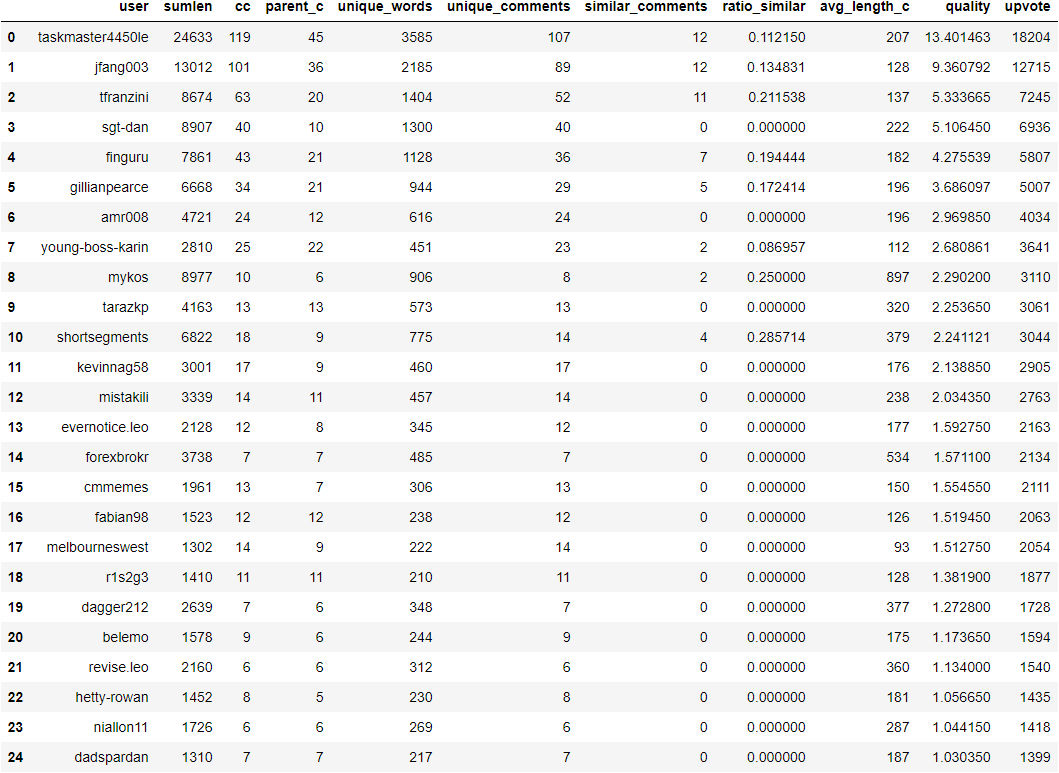 user sumlen cc parent_c unique_words unique_comments similar_comments ratio_similar avg_length_c quality upvote
0 taskmaster4450le 24633 119 45 3585 107 12 0.112150 207 13.401463 18204
1 jfang003 13012 101 36 2185 89 12 0.134831 128 9.360792 12715
2 tfranzini 8674 63 20 1404 52 11 0.211538 137 5.333665 7245
3 sgt-dan 8907 40 10 1300 40 0 0.000000 222 5.106450 6936
4 finguru 7861 43 21 1128 36 7 0.194444 182 4.275539 5807
5 gillianpearce 6668 34 21 944 29 5 0.172414 196 3.686097 5007
6 amr008 4721 24 12 616 24 0 0.000000 196 2.969850 4034
7 young-boss-karin 2810 25 22 451 23 2 0.086957 112 2.680861 3641
8 mykos 8977 10 6 906 8 2 0.250000 897 2.290200 3110
9 tarazkp 4163 13 13 573 13 0 0.000000 320 2.253650 3061
10 shortsegments 6822 18 9 775 14 4 0.285714 379 2.241121 3044
11 kevinnag58 3001 17 9 460 17 0 0.000000 176 2.138850 2905
12 mistakili 3339 14 11 457 14 0 0.000000 238 2.034350 2763
13 evernotice.leo 2128 12 8 345 12 0 0.000000 177 1.592750 2163
14 forexbrokr 3738 7 7 485 7 0 0.000000 534 1.571100 2134
15 cmmemes 1961 13 7 306 13 0 0.000000 150 1.554550 2111
16 fabian98 1523 12 12 238 12 0 0.000000 126 1.519450 2063
17 melbourneswest 1302 14 9 222 14 0 0.000000 93 1.512750 2054
18 r1s2g3 1410 11 11 210 11 0 0.000000 128 1.381900 1877
19 dagger212 2639 7 6 348 7 0 0.000000 377 1.272800 1728
20 belemo 1578 9 6 244 9 0 0.000000 175 1.173650 1594
21 revise.leo 2160 6 6 312 6 0 0.000000 360 1.134000 1540
22 hetty-rowan 1452 8 5 230 8 0 0.000000 181 1.056650 1435
23 niallon11 1726 6 6 269 6 0 0.000000 287 1.044150 1418
24 dadspardan 1310 7 7 217 7 0 0.000000 187 1.030350 1399